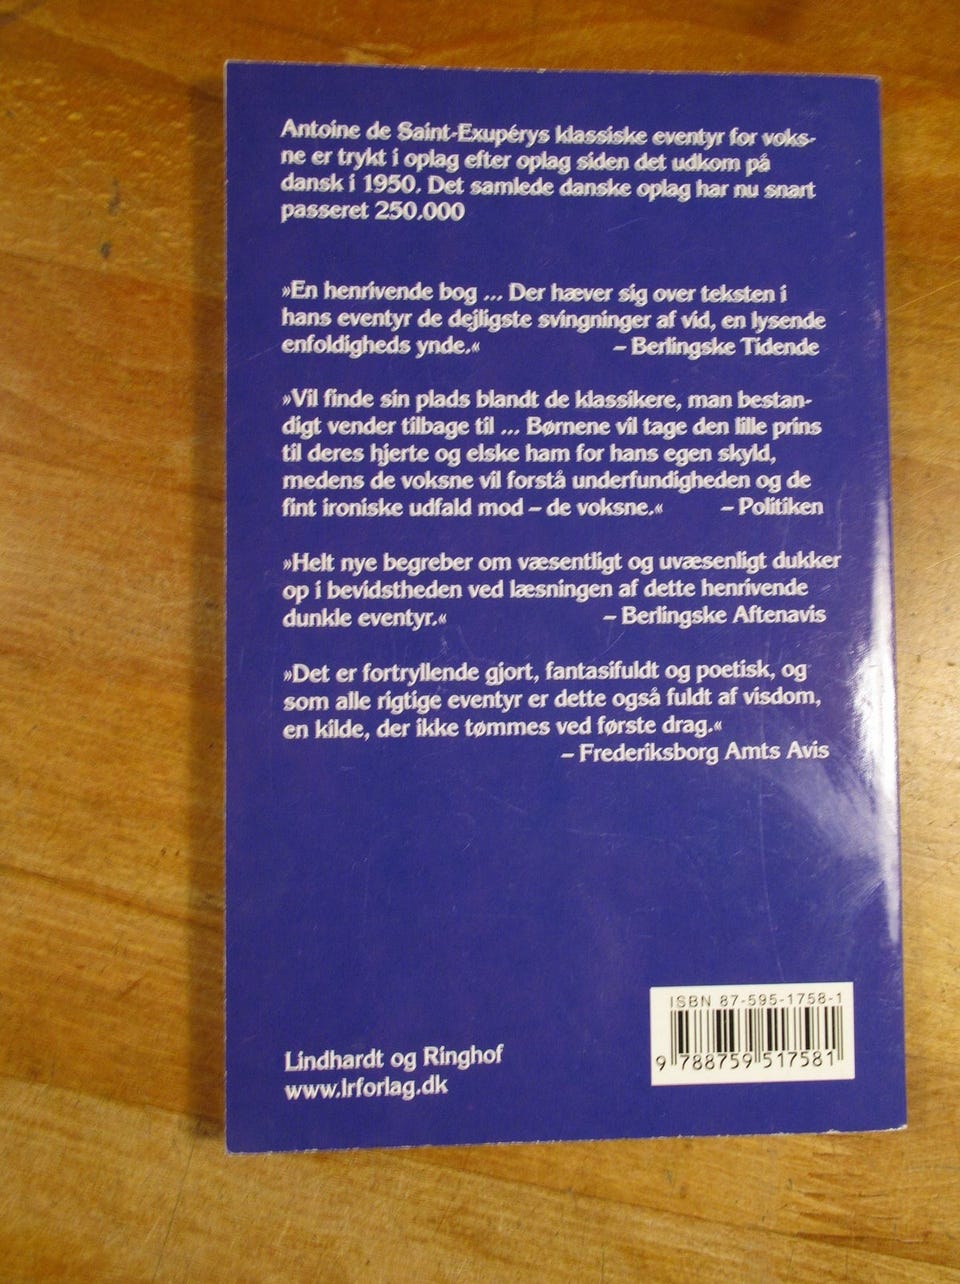 Antoine de Saint-Exupérys klassiske eventyr for voks-
ne er trykt i oplag efter oplag siden det udkom på
dansk i 1950. Det samlede danske oplag har nu snart
passeret 250.000
»En henrivende bog ... Der hæver sig over teksten i
hans eventyr de dejligste svingninger af vid, en lysende
enfoldigheds ynde.« – Berlingske Tidende
»Vil finde sin plads blandt de klassikere, man bestan-
digt vender tilbage til ... Børnene vil tage den lille prins
til deres hjerte og elske ham for hans egen skyld,
medens de voksne vil forstå underfundigheden og de
fint ironiske udfald mod – de voksne.« – Politiken
»Helt nye begreber om væsentligt og uvæsenligt dukker
op i bevidstheden ved læsningen af dette henrivende
dunkle eventyr.« – Berlingske Aftenavis
»Det er fortryllende gjort, fantasifuldt og poetisk, og
som alle rigtige eventyr er dette også fuldt af visdom,
en kilde, der ikke tømmes ved første drag.«
– Frederiksborg Amts Avis
ISBN 87-595-1758-1
9 788759 517581
Lindhardt og Ringhof
www.lrforlag.dk